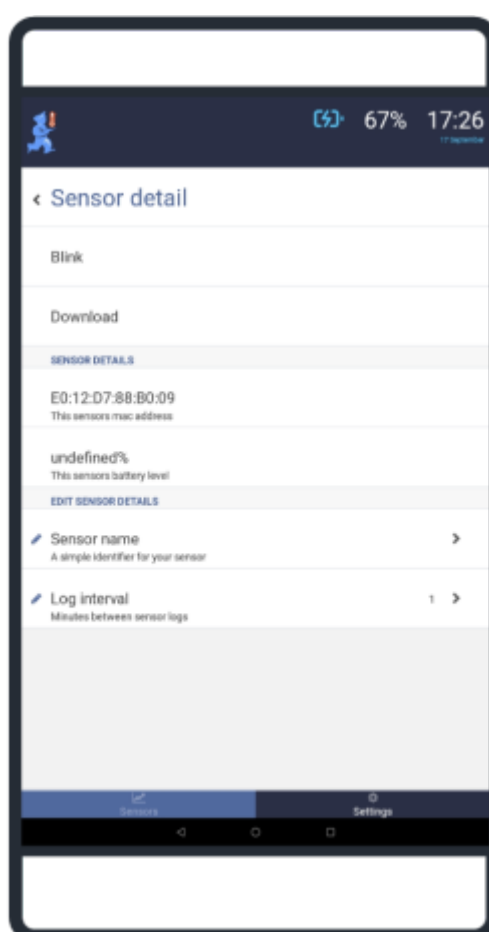 67% 17:26
17 September
Sensor detail
Blink
Download
SENSOR DETAILS
E0:12:D7:88:B0:09
This sensors mac address
undefined%
This sensors battery level
EDIT SENSOR DETAILS
Sensor name
A simple identifier for your sensor
Log interval
1
Minutes between sensor logs
Sensors
Settings